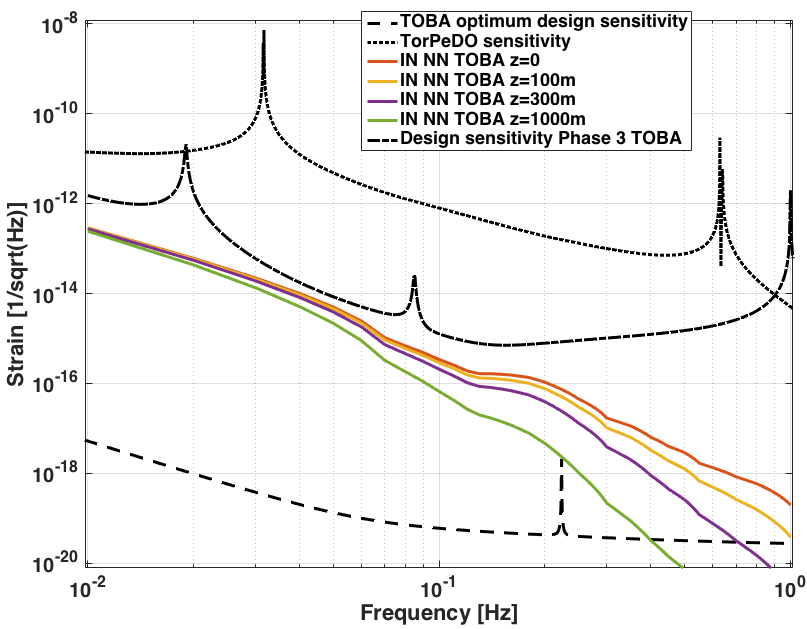 TOBA optimum design sensitivity
TorPeDO sensitivity
IN NN TOBA z=0
IN NN TOBA z=100m
IN NN TOBA z=300m
IN NN TOBA z=1000m
Design sensitivity Phase 3 TOBA
Strain [1/sqrt(Hz)]
10^-8
10^-10
10^-12
10^-14
10^-16
10^-18
10^-20
10^-2
10^-1
10^0
Frequency [Hz]